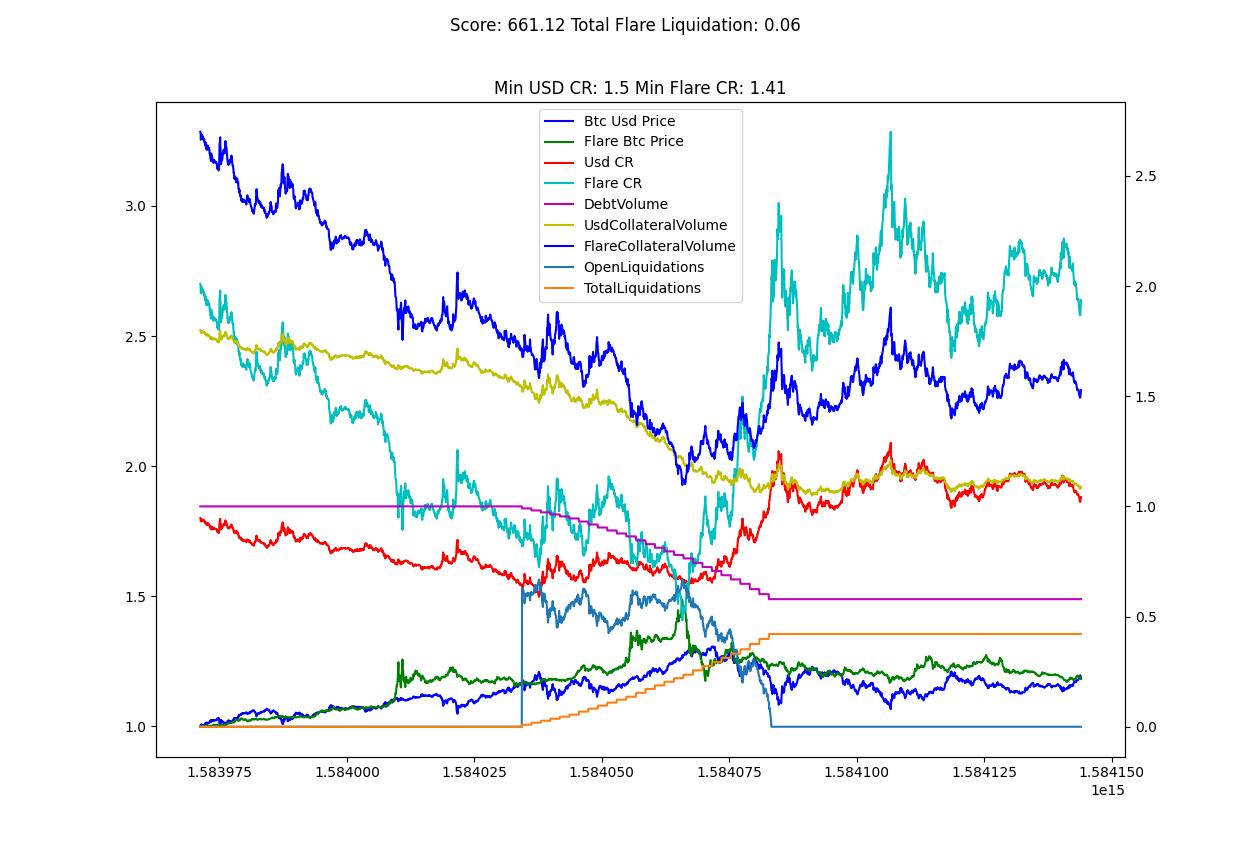 Score: 661.12 Total Flare Liquidation: 0.06
Min USD CR: 1.5 Min Flare CR: 1.41
Btc Usd Price
Flare Btc Price
Usd CR
Flare CR
DebtVolume
UsdCollateralVolume
FlareCollateralVolume
OpenLiquidations
TotalLiquidations
3.0
2.5
2.0
1.5
1.0
2.5
2.0
1.5
1.0
0.5
0.0
1.583975 1.584000 1.584025 1.584050 1.584075 1.584100 1.584125 1.584150
1e15